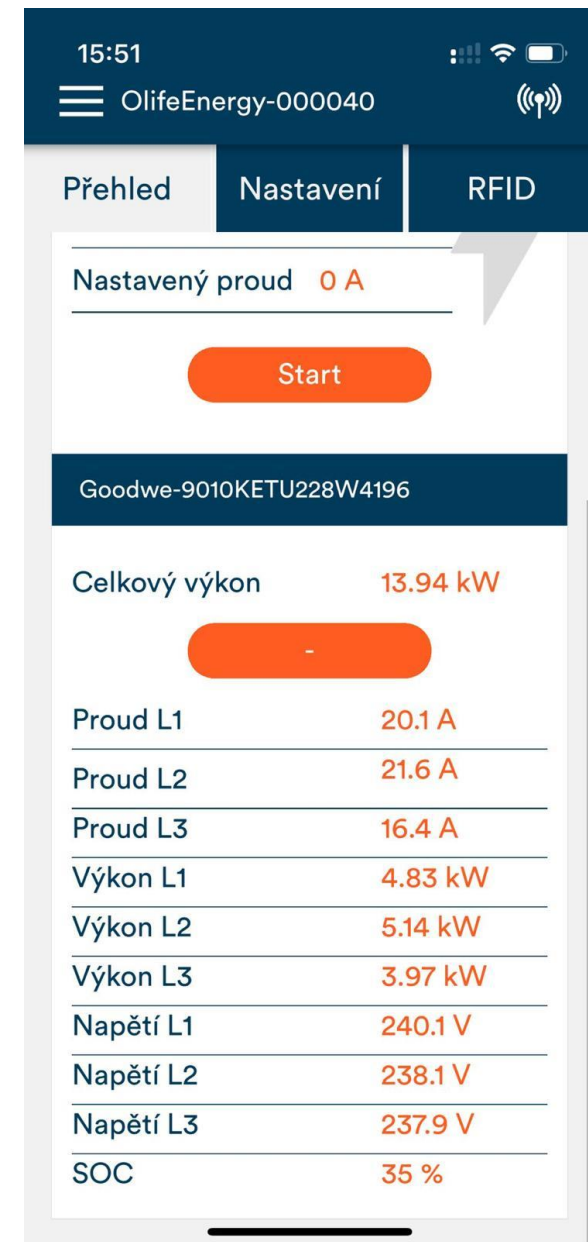 15:51
OlifeEnergy-000040
Přehled Nastavení RFID
Nastavený proud 0 A
Start
Goodwe-9010KETU228W4196
Celkový výkon 13.94 kW
-
Proud L1 20.1 A
Proud L2 21.6 A
Proud L3 16.4 A
Výkon L1 4.83 kW
Výkon L2 5.14 kW
Výkon L3 3.97 kW
Napětí L1 240.1 V
Napětí L2 238.1 V
Napětí L3 237.9 V
SOC 35 %